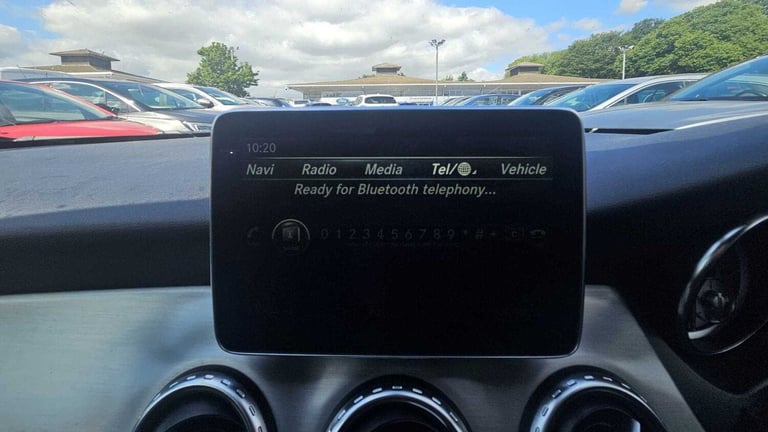 10:20
Navi Radio Media Tel/ Vehicle
Ready for Bluetooth telephony...
0 1 2 3 4 5 6 7 8 9 * # +